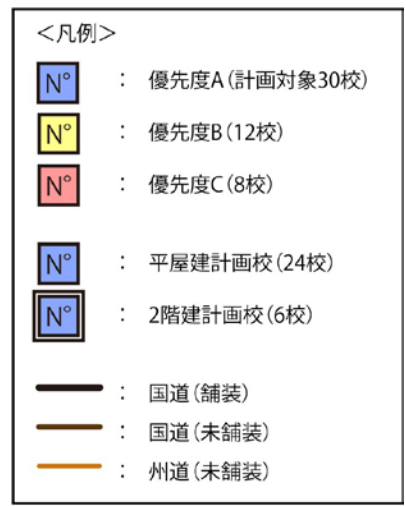 <凡例>
N° : 優先度A(計画対象30校)
N° : 優先度B(12校)
N° : 優先度C(8校)
N° : 平屋建計画校(24校)
N° : 2階建計画校(6校)
: 国道(舗装)
: 国道(未舗装)
: 州道(未舗装)